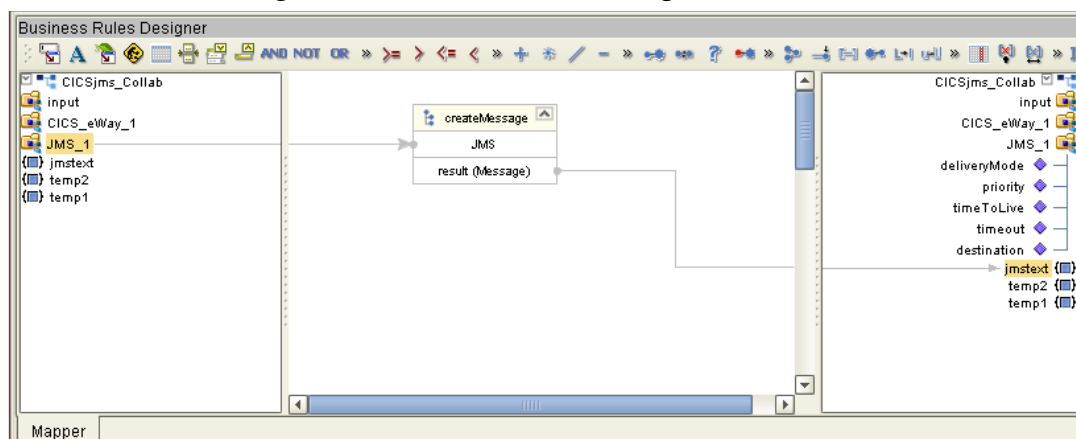 Business Rules Designer
AND NOT OR » >= > <= < » + / - » ? » »
CICSjms_Collab
input
CICS_eWay_1
JMS_1
jmstext
temp2
temp1
createMessage
JMS
result (Message)
CICSjms_Collab
input
CICS_eWay_1
JMS_1
deliveryMode
priority
timeToLive
timeout
destination
jmstext
temp2
temp1
Mapper